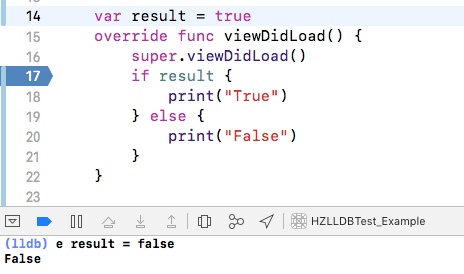 14 var result = true
15 override func viewDidLoad() {
16 super.viewDidLoad()
17 if result {
18 print("True")
19 } else {
20 print("False")
21 }
22 }
23
HZLLDBTest_Example
(lldb) e result = false
False